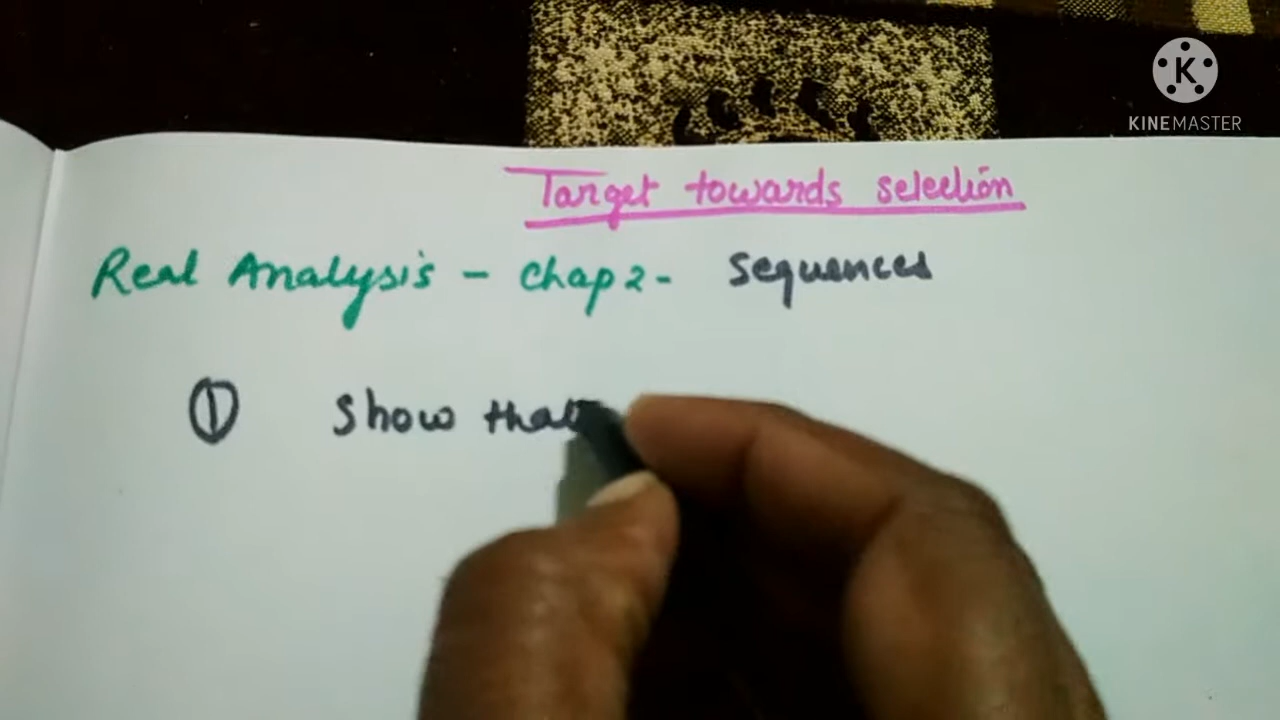 KINEMASTER
Target towards selection
Real Analysis - Chap 2 - Sequences
① Show that